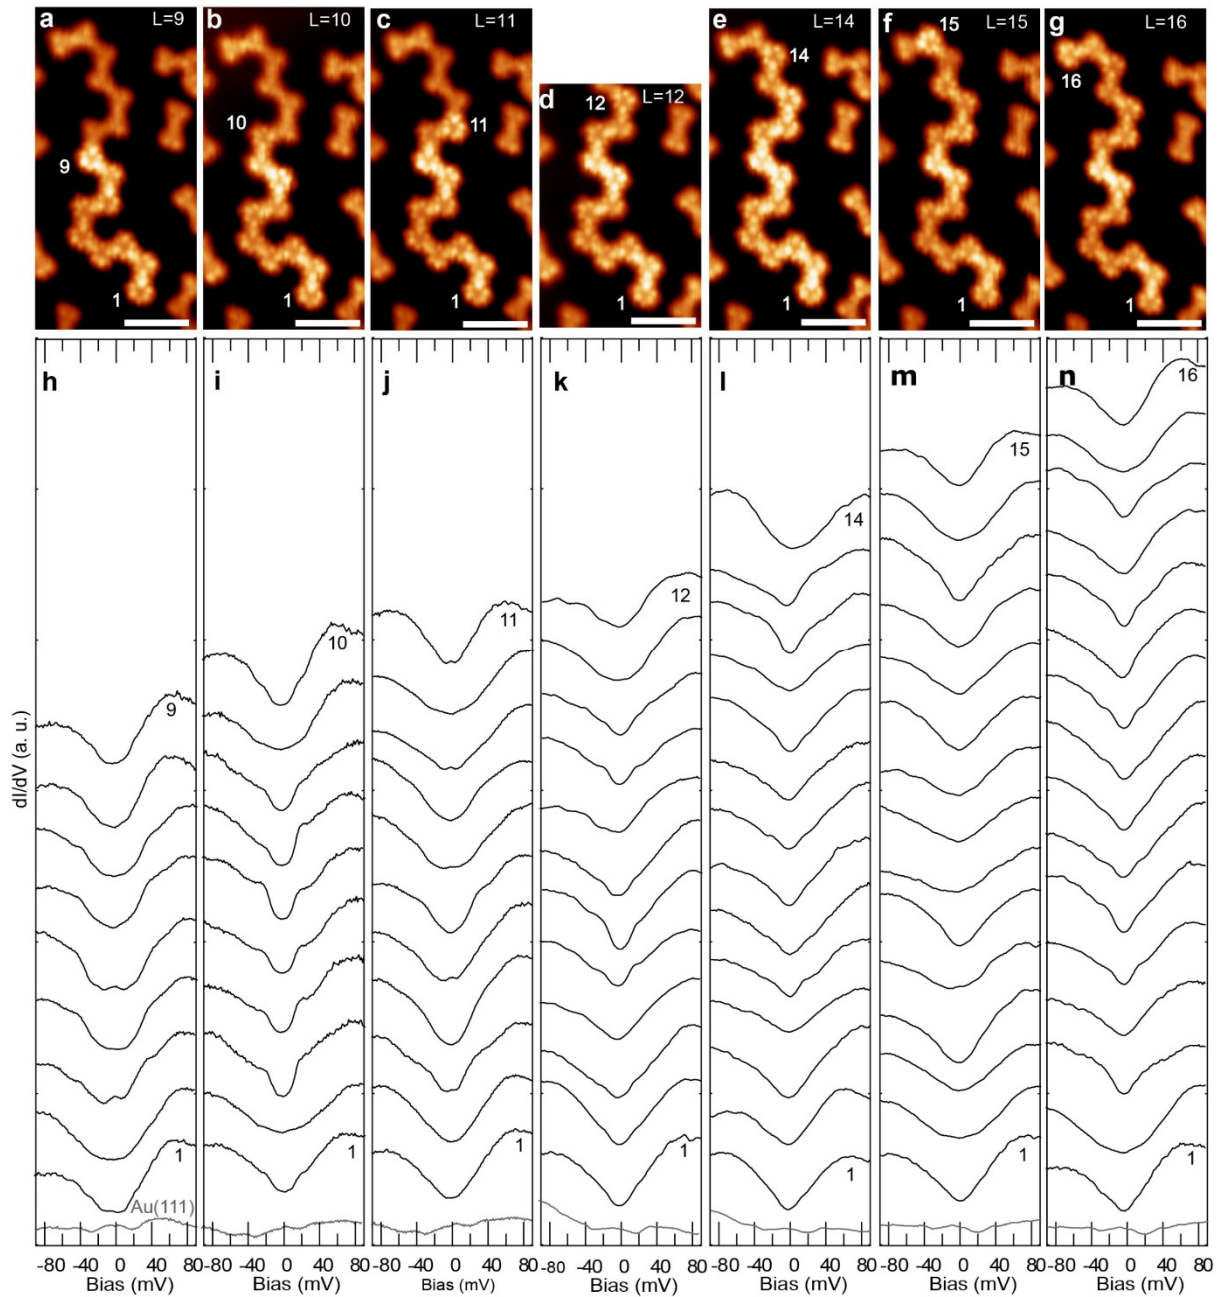 a L=9
b L=10
c L=11
e L=14
f L=15
g L=16
d L=12
9
1
10
1
11
1
12
1
14
1
15
1
16
1
h
i
j
k
l
m
n
dI/dV (a. u.)
9
1
Au(111)
10
1
11
1
12
1
14
1
15
1
16
1
-80 -40 0 40 80
Bias (mV)
-80 -40 0 40 80
Bias (mV)
-80 -40 0 40 80
Bias (mV)
-80 -40 0 40 80
Bias (mV)
-80 -40 0 40 80
Bias (mV)
-80 -40 0 40 80
Bias (mV)
-80 -40 0 40 80
Bias (mV)